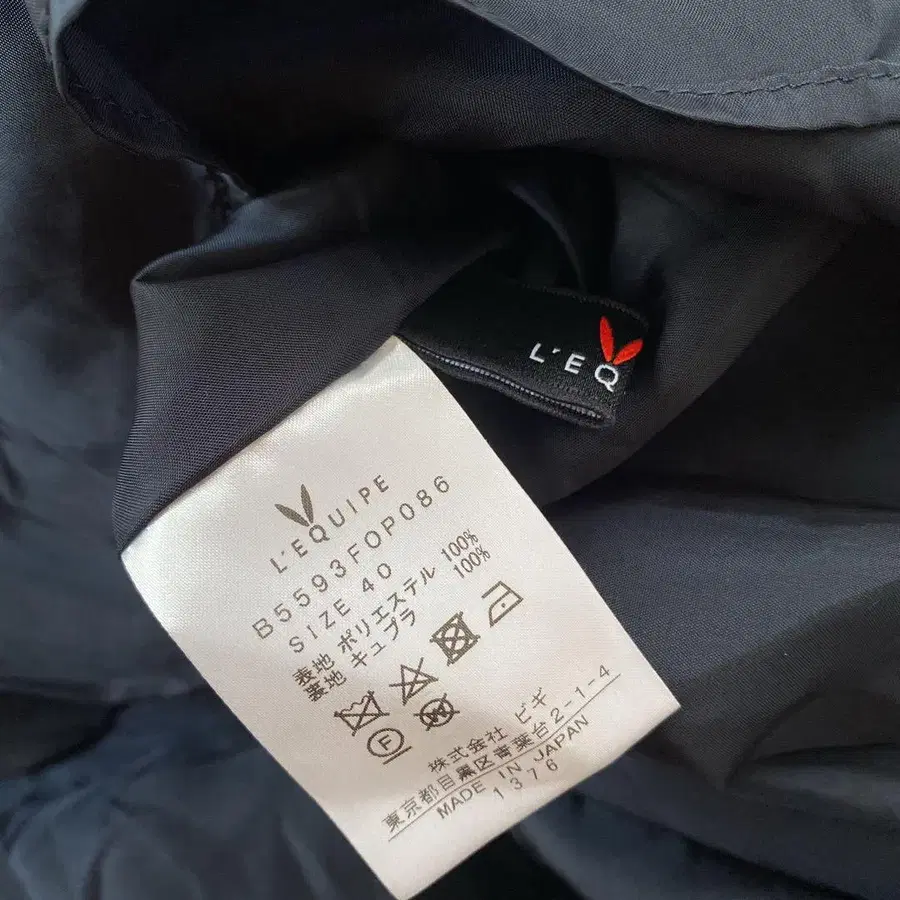 L'EQ
L'EQUIPE
B5593FOP086
SIZE 40
表地 ポリエステル 100%
裏地 キュプラ 100%
F
W
株式会社 ビギ
東京都目黒区青葉台2-1-4
MADE IN JAPAN
1376